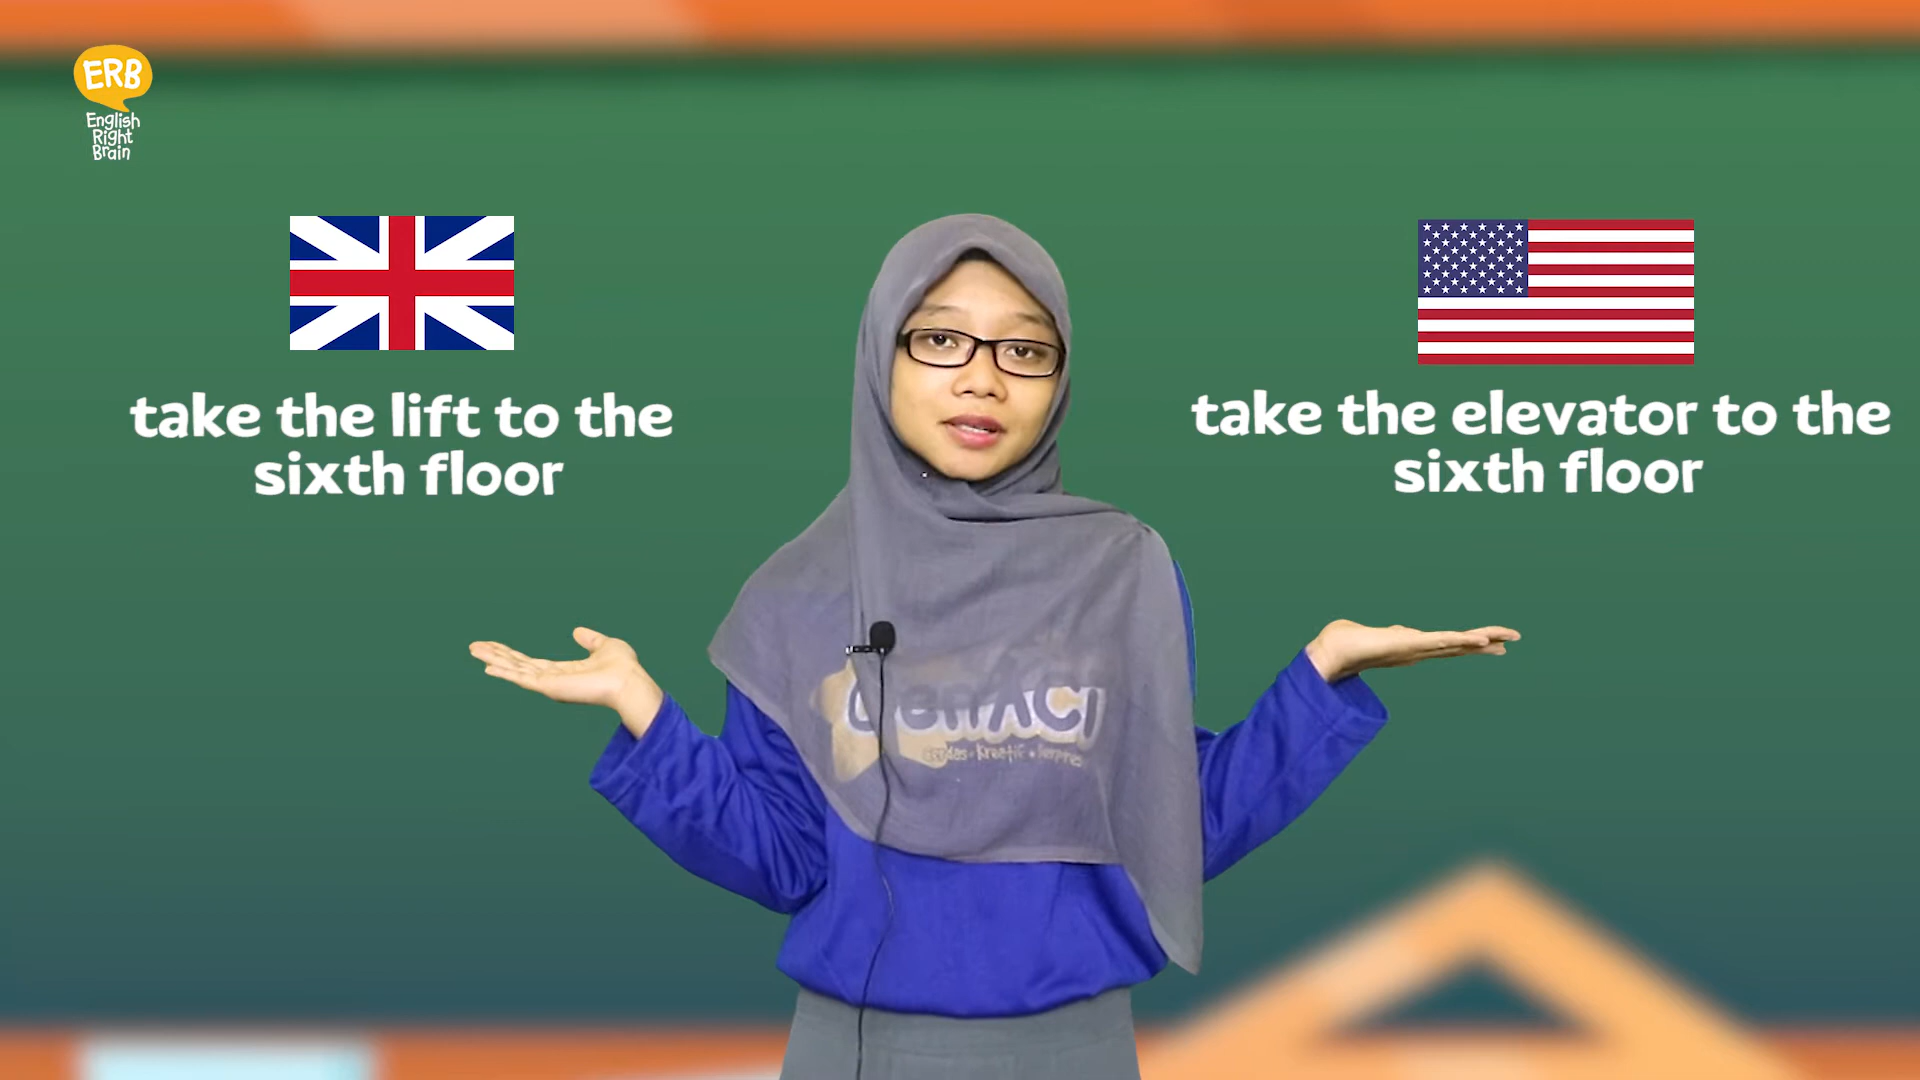 ERB
English
Right
Brain
take the lift to the
sixth floor
take the elevator to the
sixth floor